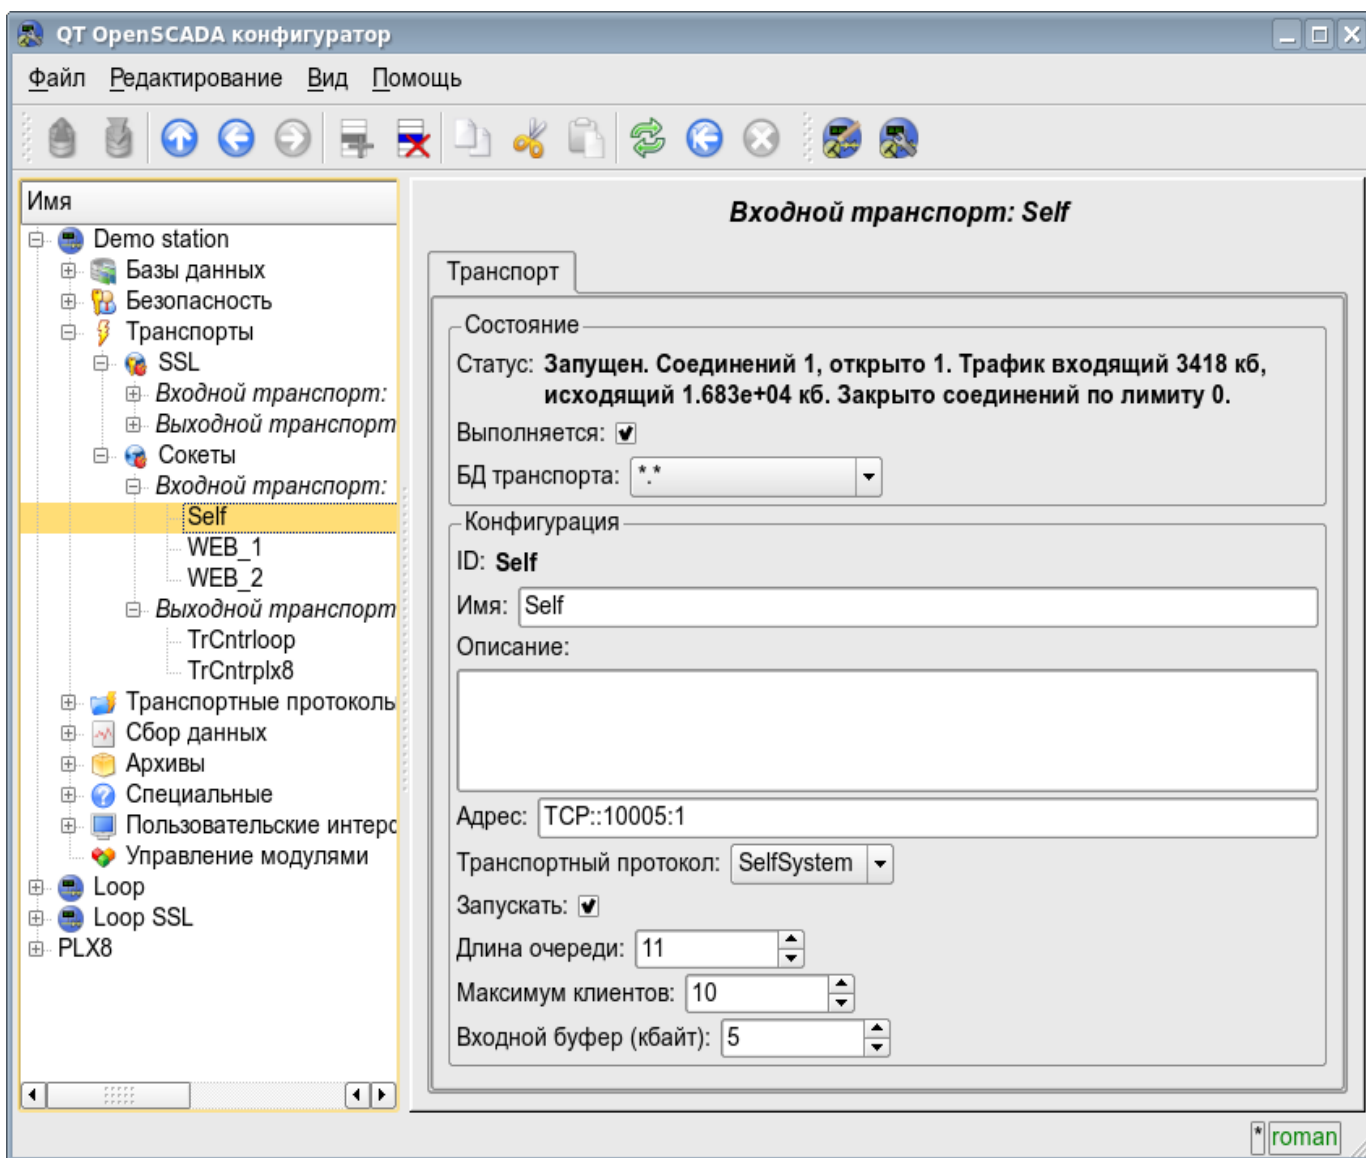 QT OpenSCADA конфигуратор
Файл Редактирование Вид Помощь
Имя
Demo station
Базы данных
Безопасность
Транспорты
SSL
Входной транспорт:
Выходной транспорт
Сокеты
Входной транспорт:
Self
WEB_1
WEB_2
Выходной транспорт
TrCntrloop
TrCntrplx8
Транспортные протоколы
Сбор данных
Архивы
Специальные
Пользовательские интерс
Управление модулями
Loop
Loop SSL
PLX8
Входной транспорт: Self
Транспорт
Состояние
Статус: Запущен. Соединений 1, открыто 1. Трафик входящий 3418 кб,
исходящий 1.683e+04 кб. Закрыто соединений по лимиту 0.
Выполняется:
БД транспорта: *.*
Конфигурация
ID: Self
Имя: Self
Описание:
Адрес: TCP::10005:1
Транспортный протокол: SelfSystem
Запускать:
Длина очереди: 11
Максимум клиентов: 10
Входной буфер (кбайт): 5
* roman